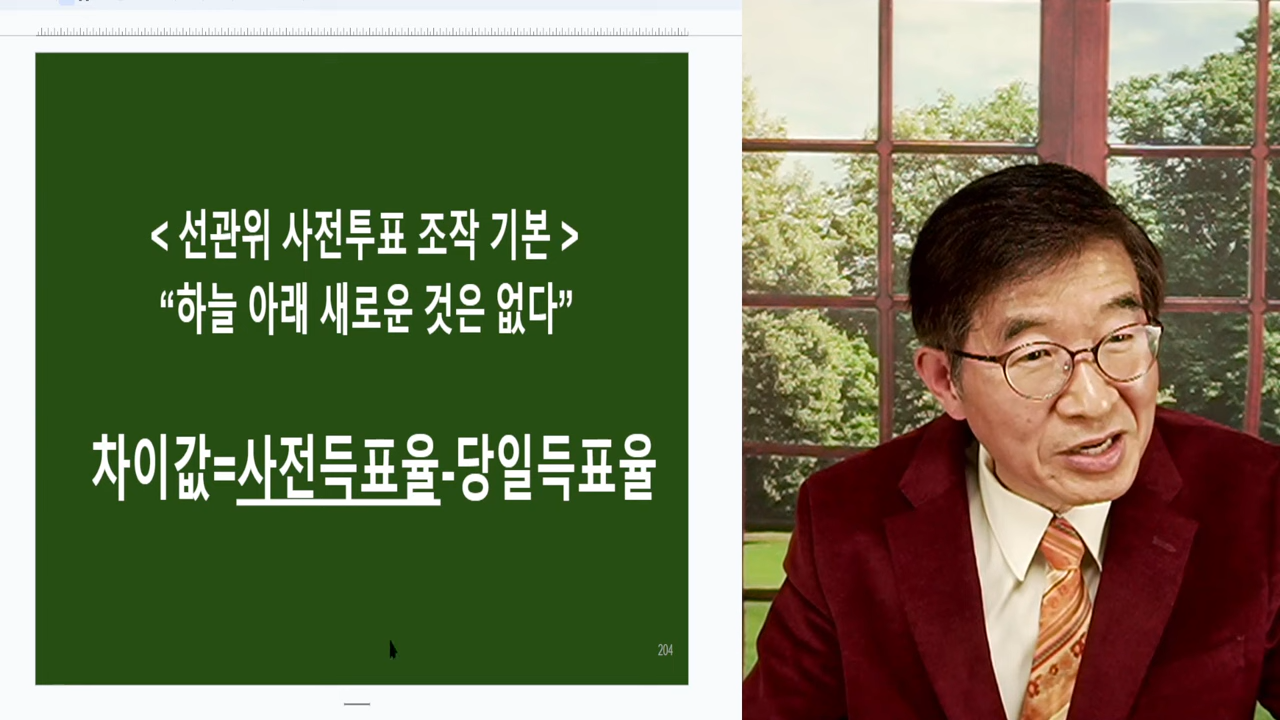 < 선관위 사전투표 조작 기본 >
“하늘 아래 새로운 것은 없다”
차이값=사전득표율-당일득표율
204